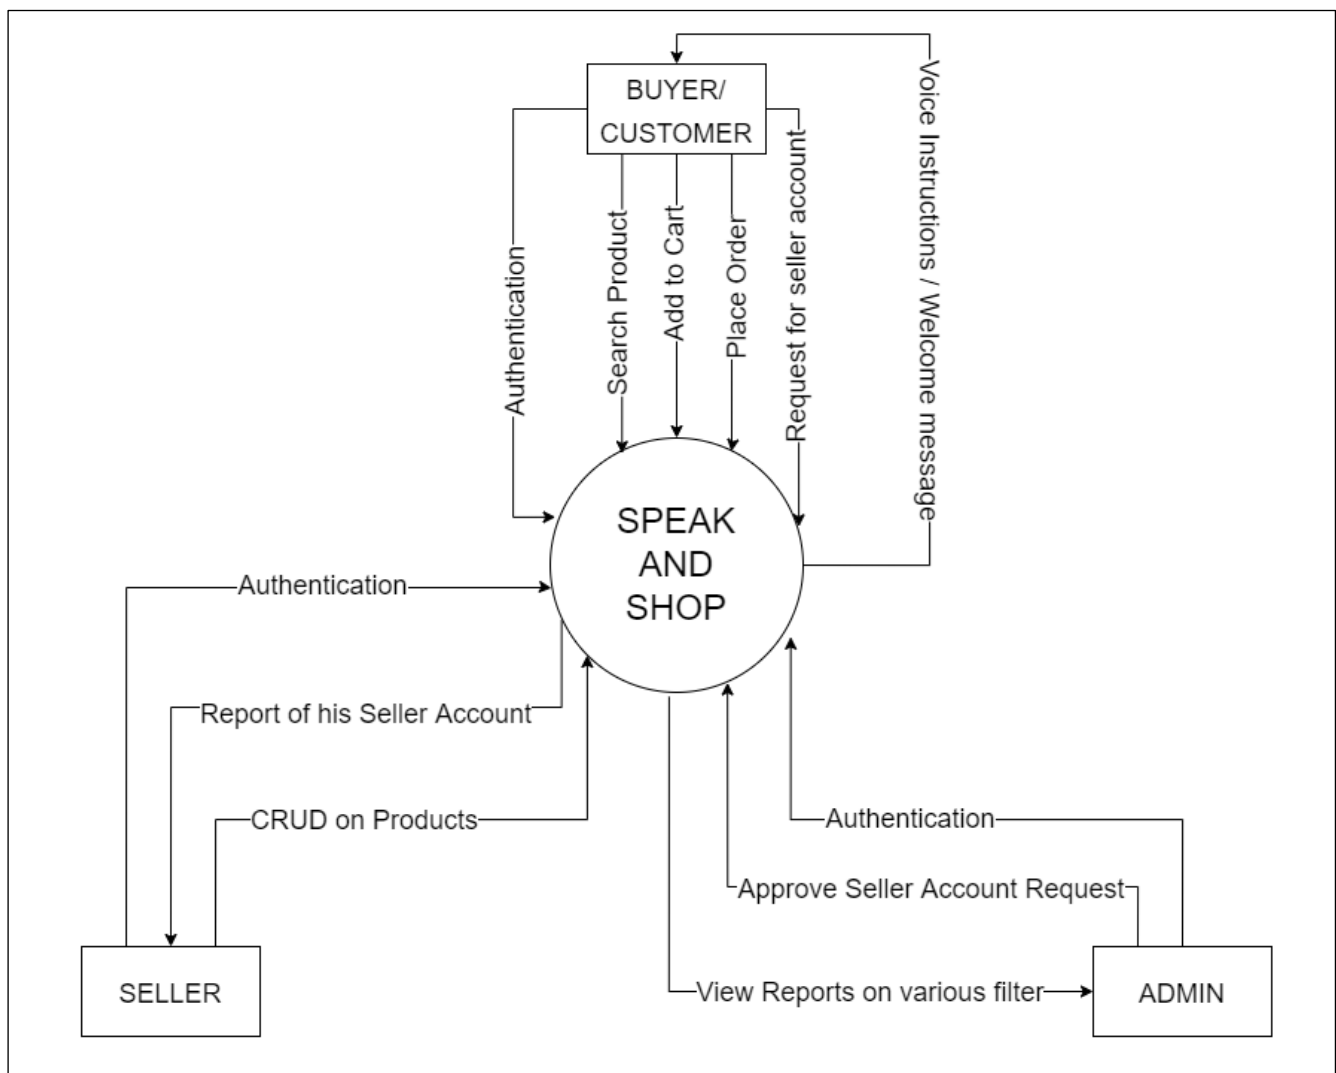 BUYER/
CUSTOMER
Authentication
Search Product
Add to Cart
Place Order
Request for seller account
Voice Instructions / Welcome message
SPEAK
AND
SHOP
Authentication
Report of his Seller Account
CRUD on Products
Authentication
Approve Seller Account Request
View Reports on various filter
SELLER
ADMIN